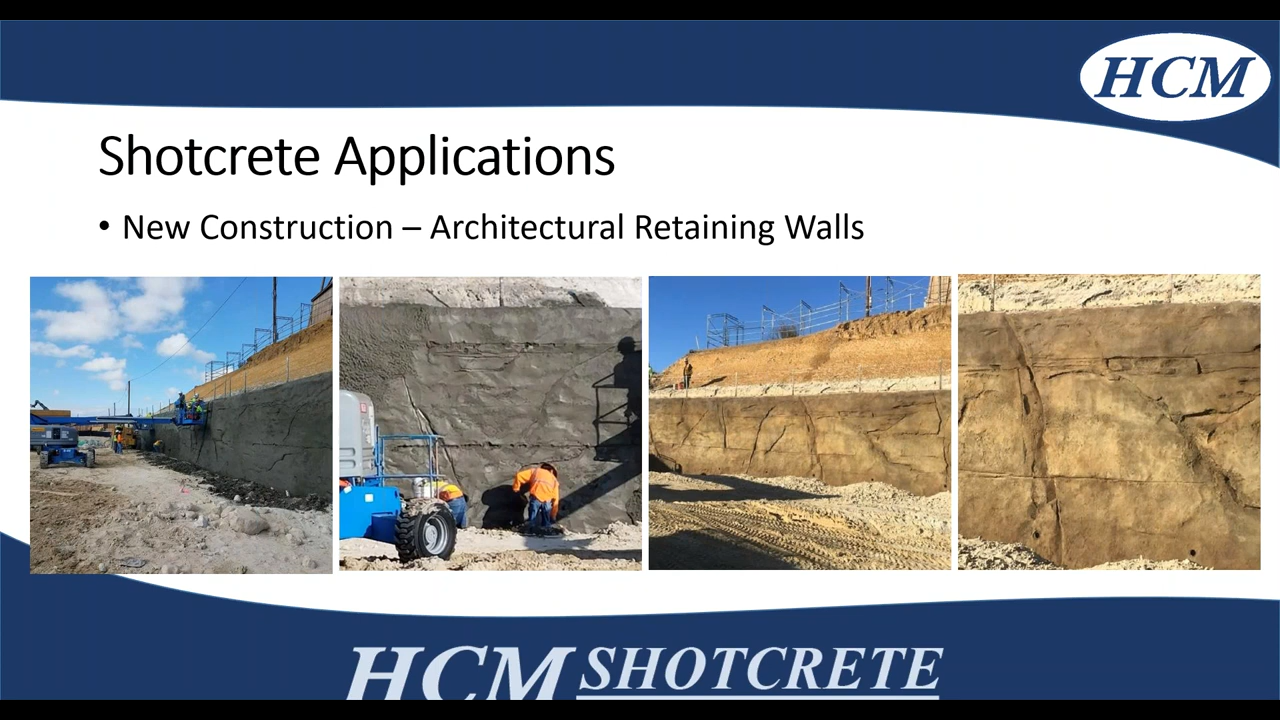 HCM
Shotcrete Applications
• New Construction – Architectural Retaining Walls
HCM SHOTCRETE